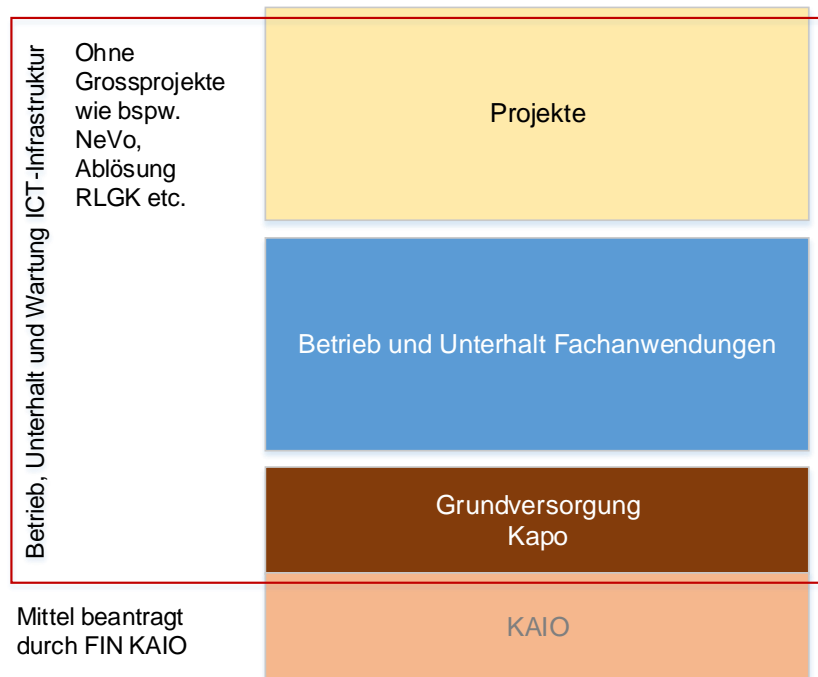 Betrieb, Unterhalt und Wartung ICT-Infrastruktur
Ohne
Grossprojekte
wie bspw.
NeVo,
Ablösung
RLGK etc.
Projekte
Betrieb und Unterhalt Fachanwendungen
Grundversorgung
Kapo
Mittel beantragt
durch FIN KAIO
KAIO